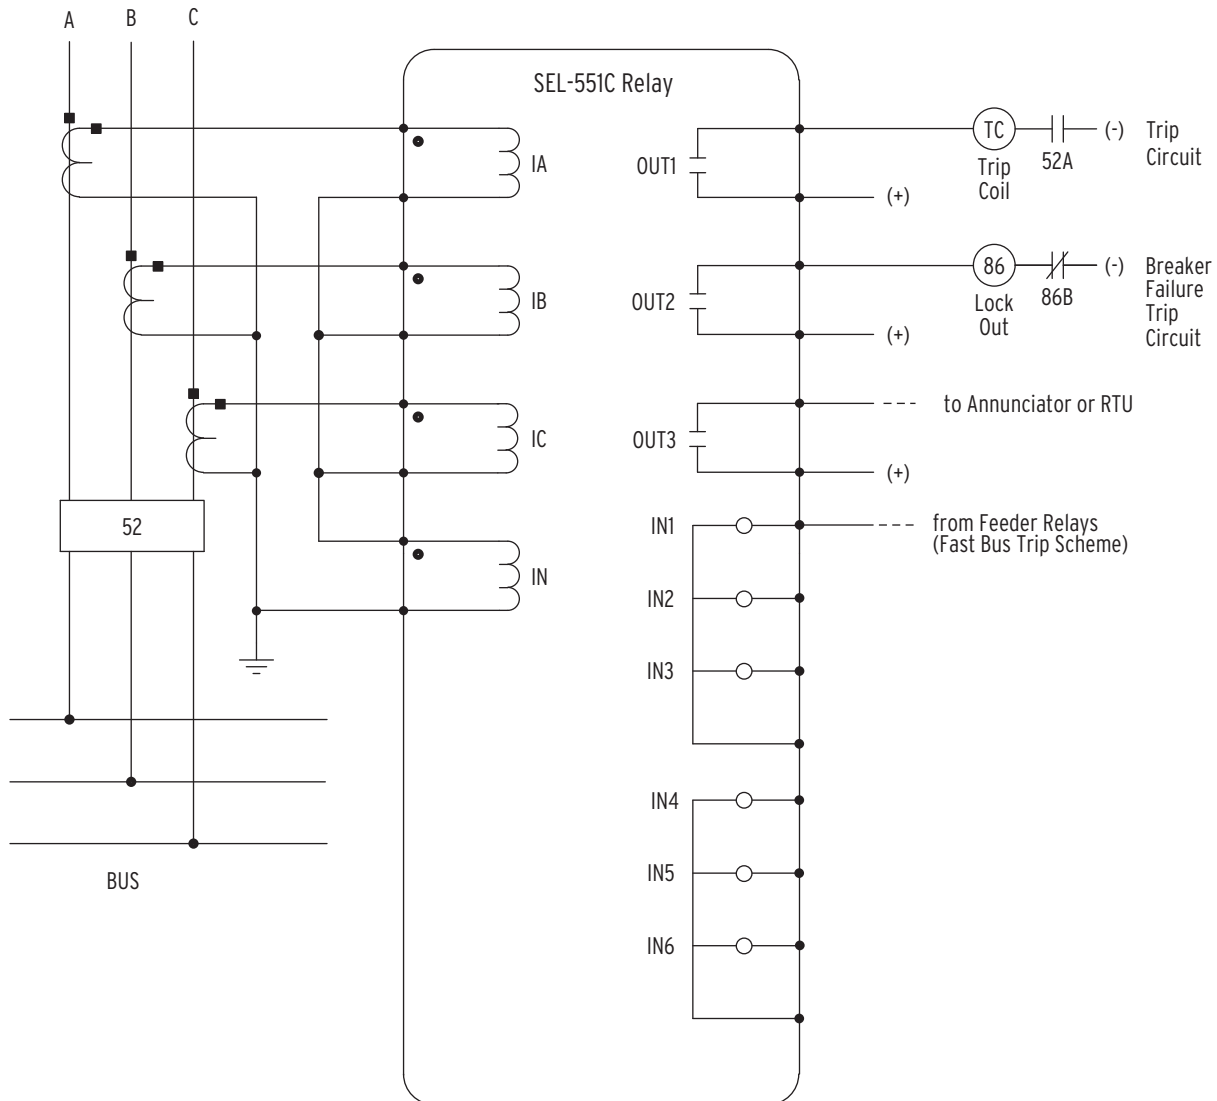 A
B
C
SEL-551C Relay
IA
IB
IC
IN
OUT1
OUT2
OUT3
IN1
IN2
IN3
IN4
IN5
IN6
TC
Trip
Coil
52A
(-)
Trip
Circuit
(+)
86
Lock
Out
86B
(-)
Breaker
Failure
Trip
Circuit
(+)
to Annunciator or RTU
(+)
from Feeder Relays
(Fast Bus Trip Scheme)
52
BUS